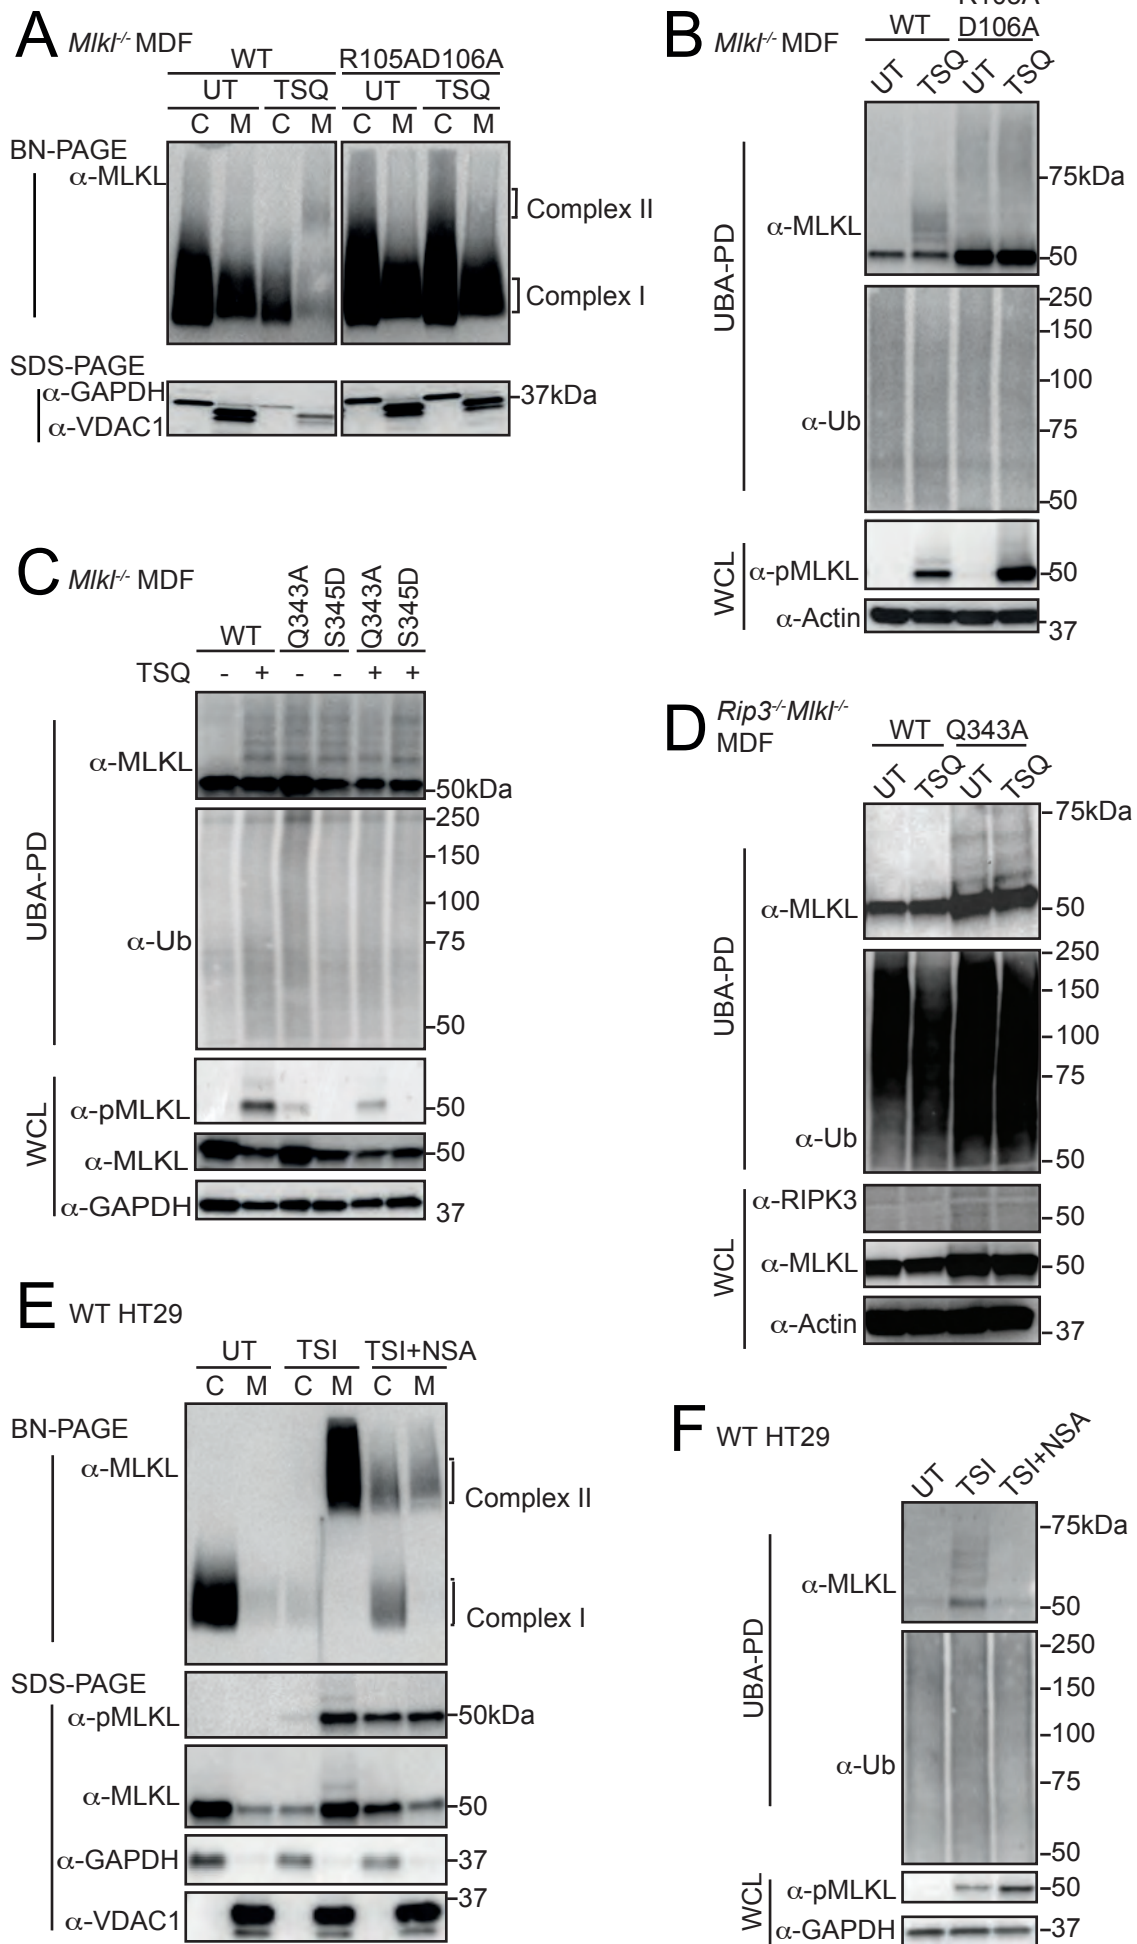 A Mlkl-/- MDF
WT R105AD106A
UT TSQ UT TSQ
C M C M C M C M
BN-PAGE
α-MLKL
Complex II
Complex I
SDS-PAGE
α-GAPDH
-37kDa
α-VDAC1
B Mlkl-/- MDF
WT
D106A
UT TSQ UT TSQ
UBA-PD
-75kDa
α-MLKL
-50
-250
-150
-100
α-Ub
-75
-50
WCL
α-pMLKL
-50
α-Actin
37
C Mlkl-/- MDF
WT Q343A S345D Q343A S345D
TSQ - + - - + +
UBA-PD
α-MLKL
-50kDa
-250
-150
-100
α-Ub
-75
-50
WCL
α-pMLKL
-50
α-MLKL
-50
α-GAPDH
37
D Rip3-/-Mlkl-/-
MDF
WT Q343A
UT TSQ UT TSQ
UBA-PD
-75kDa
α-MLKL
-50
-250
-150
-100
-75
α-Ub
-50
WCL
α-RIPK3
-50
α-MLKL
-50
α-Actin
-37
E WT HT29
UT TSI TSI+NSA
C M C M C M
BN-PAGE
α-MLKL
Complex II
Complex I
SDS-PAGE
α-pMLKL
-50kDa
α-MLKL
-50
α-GAPDH
-37
-37
α-VDAC1
F WT HT29
UT TSI TSI+NSA
UBA-PD
-75kDa
α-MLKL
-50
-250
-150
-100
α-Ub
-75
-50
WCL
α-pMLKL
-50
α-GAPDH
-37